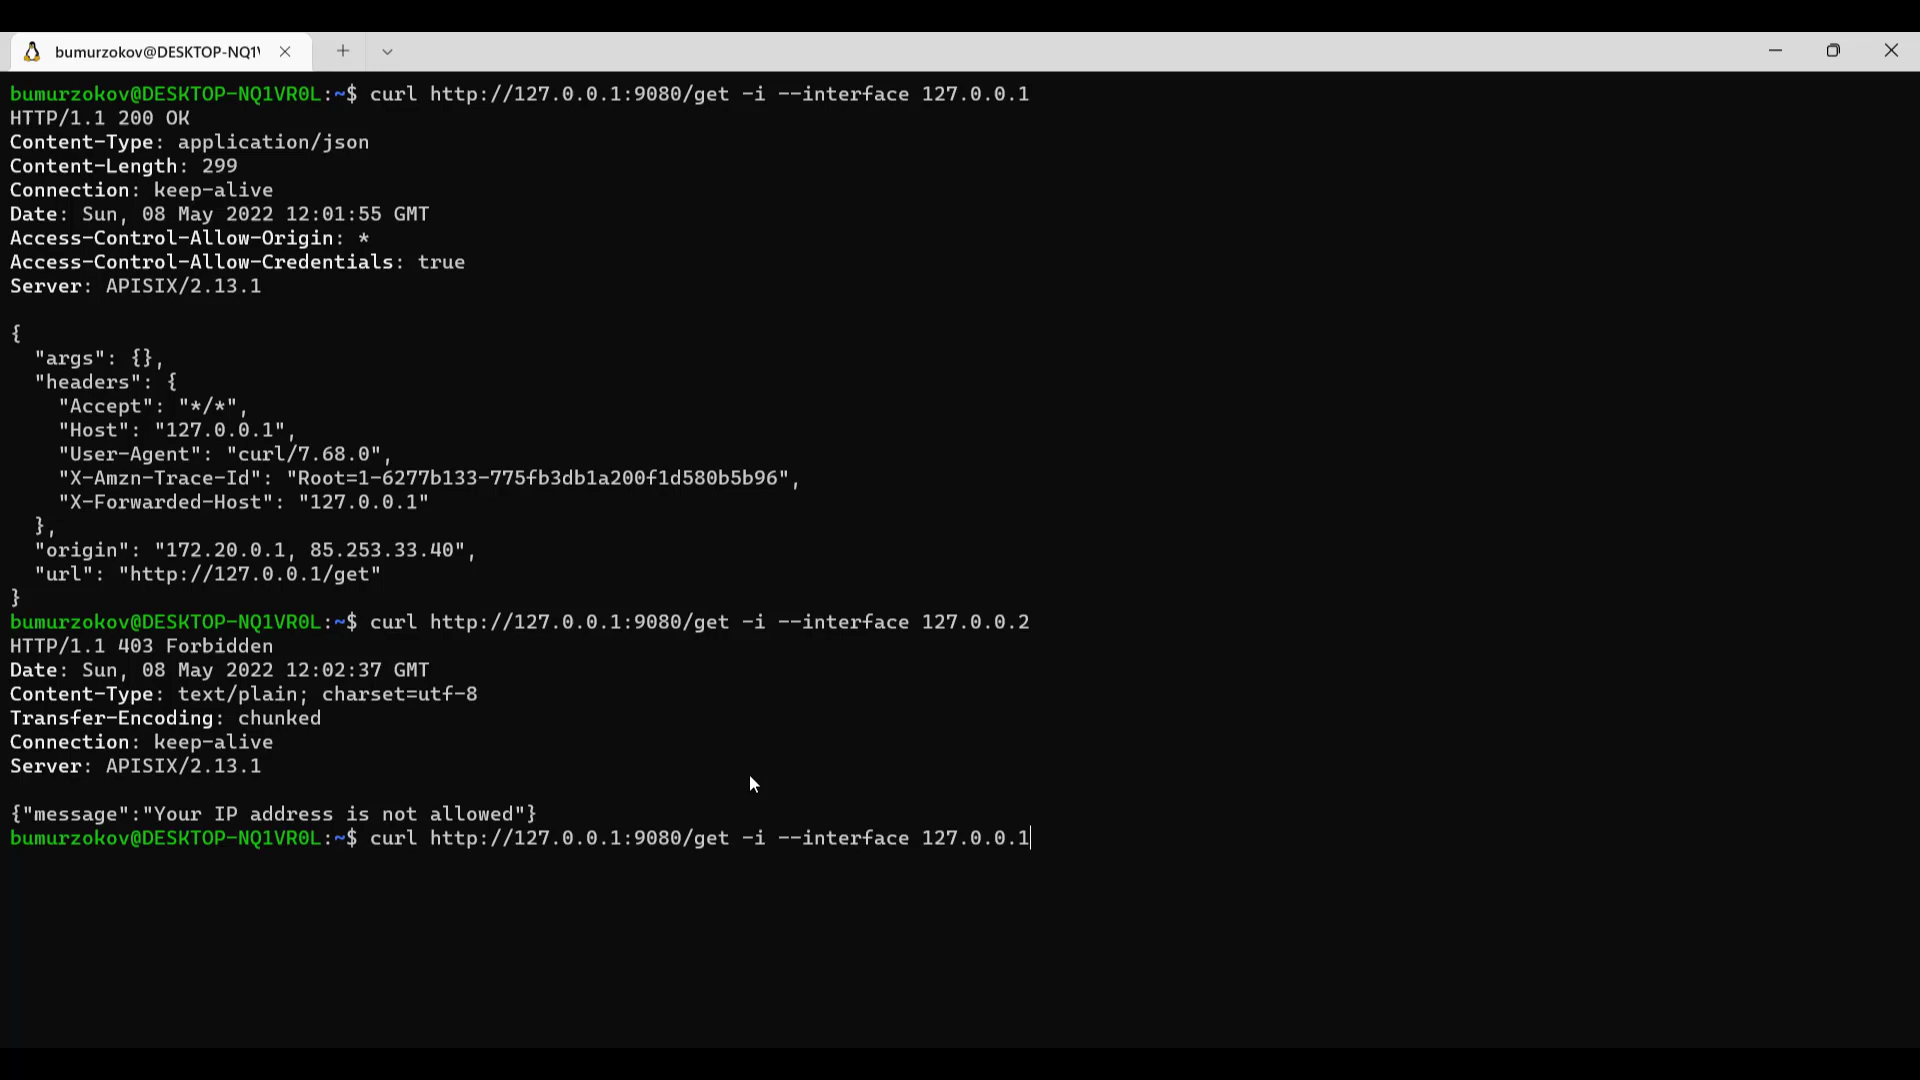 bumurzokov@DESKTOP-NQ1V
bumurzokov@DESKTOP-NQ1VR0L:~$ curl http://127.0.0.1:9080/get -i --interface 127.0.0.1
HTTP/1.1 200 OK
Content-Type: application/json
Content-Length: 299
Connection: keep-alive
Date: Sun, 08 May 2022 12:01:55 GMT
Access-Control-Allow-Origin: *
Access-Control-Allow-Credentials: true
Server: APISIX/2.13.1
{
"args": {},
"headers": {
"Accept": "*/*",
"Host": "127.0.0.1",
"User-Agent": "curl/7.68.0",
"X-Amzn-Trace-Id": "Root=1-6277b133-775fb3db1a200f1d580b5b96",
"X-Forwarded-Host": "127.0.0.1"
},
"origin": "172.20.0.1, 85.253.33.40",
"url": "http://127.0.0.1/get"
}
bumurzokov@DESKTOP-NQ1VR0L:~$ curl http://127.0.0.1:9080/get -i --interface 127.0.0.2
HTTP/1.1 403 Forbidden
Date: Sun, 08 May 2022 12:02:37 GMT
Content-Type: text/plain; charset=utf-8
Transfer-Encoding: chunked
Connection: keep-alive
Server: APISIX/2.13.1
{"message":"Your IP address is not allowed"}
bumurzokov@DESKTOP-NQ1VR0L:~$ curl http://127.0.0.1:9080/get -i --interface 127.0.0.1